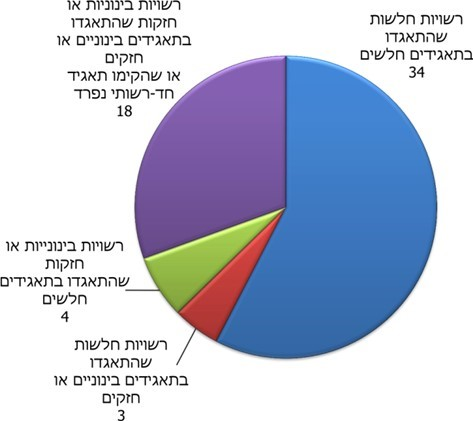 רשויות חלשות
שהתאגדו
בתאגידים חלשים
34
רשויות בינוניות או
חזקות שהתאגדו
בתאגידים בינוניים או
חזקים
או שהקימו תאגיד
חד-רשותי נפרד
18
רשויות בינונייות או
חזקות
שהתאגדו בתאגידים
חלשים
4
רשויות חלשות
שהתאגדו
בתאגידים בינוניים או
חזקים
3